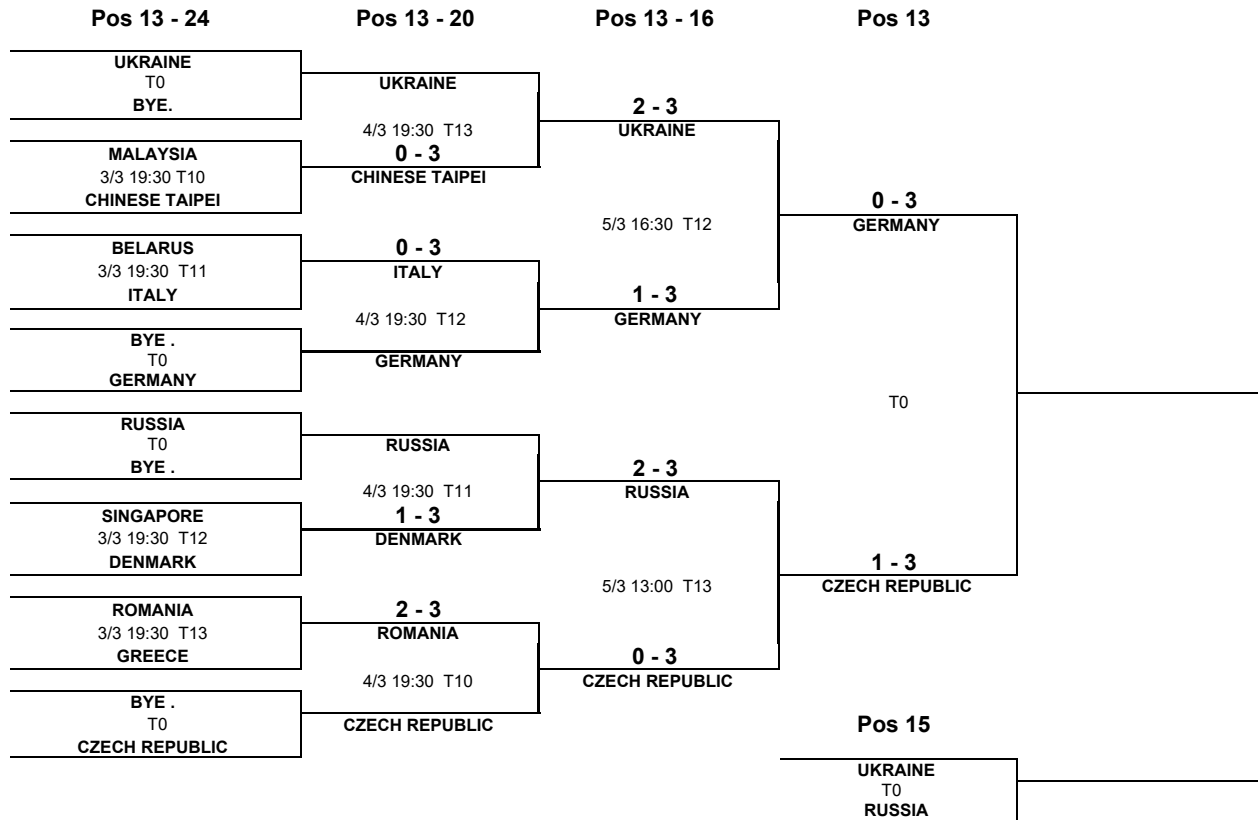 Pos 13 - 24
Pos 13 - 20
Pos 13 - 16
Pos 13
UKRAINE
T0
BYE.
MALAYSIA
3/3 19:30 T10
CHINESE TAIPEI
BELARUS
3/3 19:30 T11
ITALY
BYE .
T0
GERMANY
RUSSIA
T0
BYE .
SINGAPORE
3/3 19:30 T12
DENMARK
ROMANIA
3/3 19:30 T13
GREECE
BYE .
T0
CZECH REPUBLIC
UKRAINE
4/3 19:30 T13
0 - 3
CHINESE TAIPEI
0 - 3
ITALY
4/3 19:30 T12
GERMANY
RUSSIA
4/3 19:30 T11
1 - 3
DENMARK
2 - 3
ROMANIA
4/3 19:30 T10
CZECH REPUBLIC
2 - 3
UKRAINE
5/3 16:30 T12
1 - 3
GERMANY
2 - 3
RUSSIA
5/3 13:00 T13
0 - 3
CZECH REPUBLIC
0 - 3
GERMANY
T0
1 - 3
CZECH REPUBLIC
Pos 15
UKRAINE
T0
RUSSIA